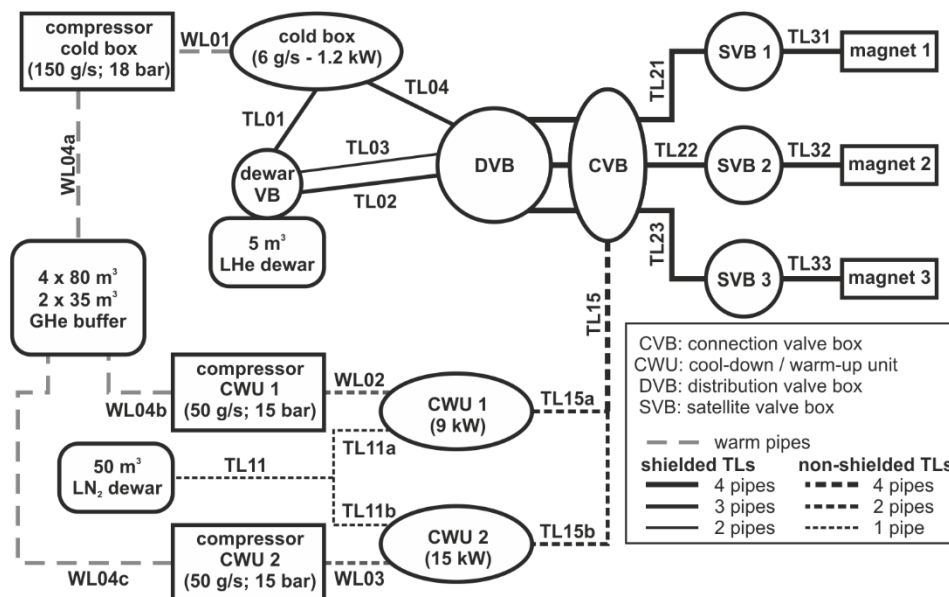 compressor
cold box
(150 g/s; 18 bar)
WL01
cold box
(6 g/s - 1.2 kW)
TL01
TL04
WL04a
dewar
VB
TL03
TL02
5 m³
LHe dewar
DVB
CVB
TL21
TL22
TL23
SVB 1
TL31
magnet 1
SVB 2
TL32
magnet 2
SVB 3
TL33
magnet 3
4 x 80 m³
2 x 35 m³
GHe buffer
TL15
WL04b
compressor
CWU 1
(50 g/s; 15 bar)
WL02
CWU 1
(9 kW)
TL15a
TL11a
50 m³
LN₂ dewar
TL11
TL11b
WL04c
compressor
CWU 2
(50 g/s; 15 bar)
WL03
CWU 2
(15 kW)
TL15b
CVB: connection valve box
CWU: cool-down / warm-up unit
DVB: distribution valve box
SVB: satellite valve box
warm pipes
shielded TLs non-shielded TLs
4 pipes 4 pipes
3 pipes 2 pipes
2 pipes 1 pipe